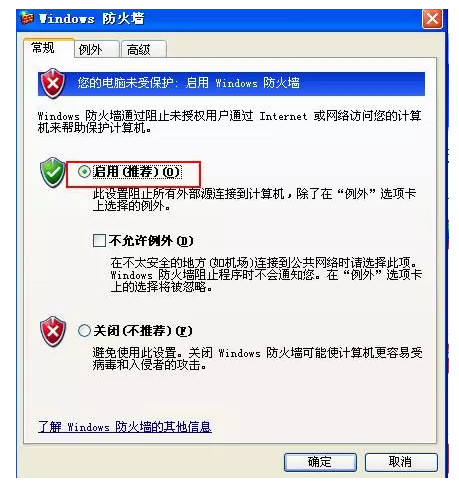 Windows 防火墙
常规 例外 高级
您的电脑未受保护: 启用 Windows 防火墙
Windows 防火墙通过阻止未授权用户通过 Internet 或网络访问您的计算
机来帮助保护计算机。
启用(推荐)(O)
此设置阻止所有外部源连接到计算机，除了在“例外”选项卡
上选择的例外。
不允许例外(D)
在不太安全的地方(如机场)连接到公共网络时请选择此项。
Windows 防火墙阻止程序时不会通知您。在“例外”选项卡
上的选择将被忽略。
关闭(不推荐)(F)
避免使用此设置。关闭 Windows 防火墙可能使计算机更容易受
病毒和入侵者的攻击。
了解 Windows 防火墙的其他信息
确定 取消